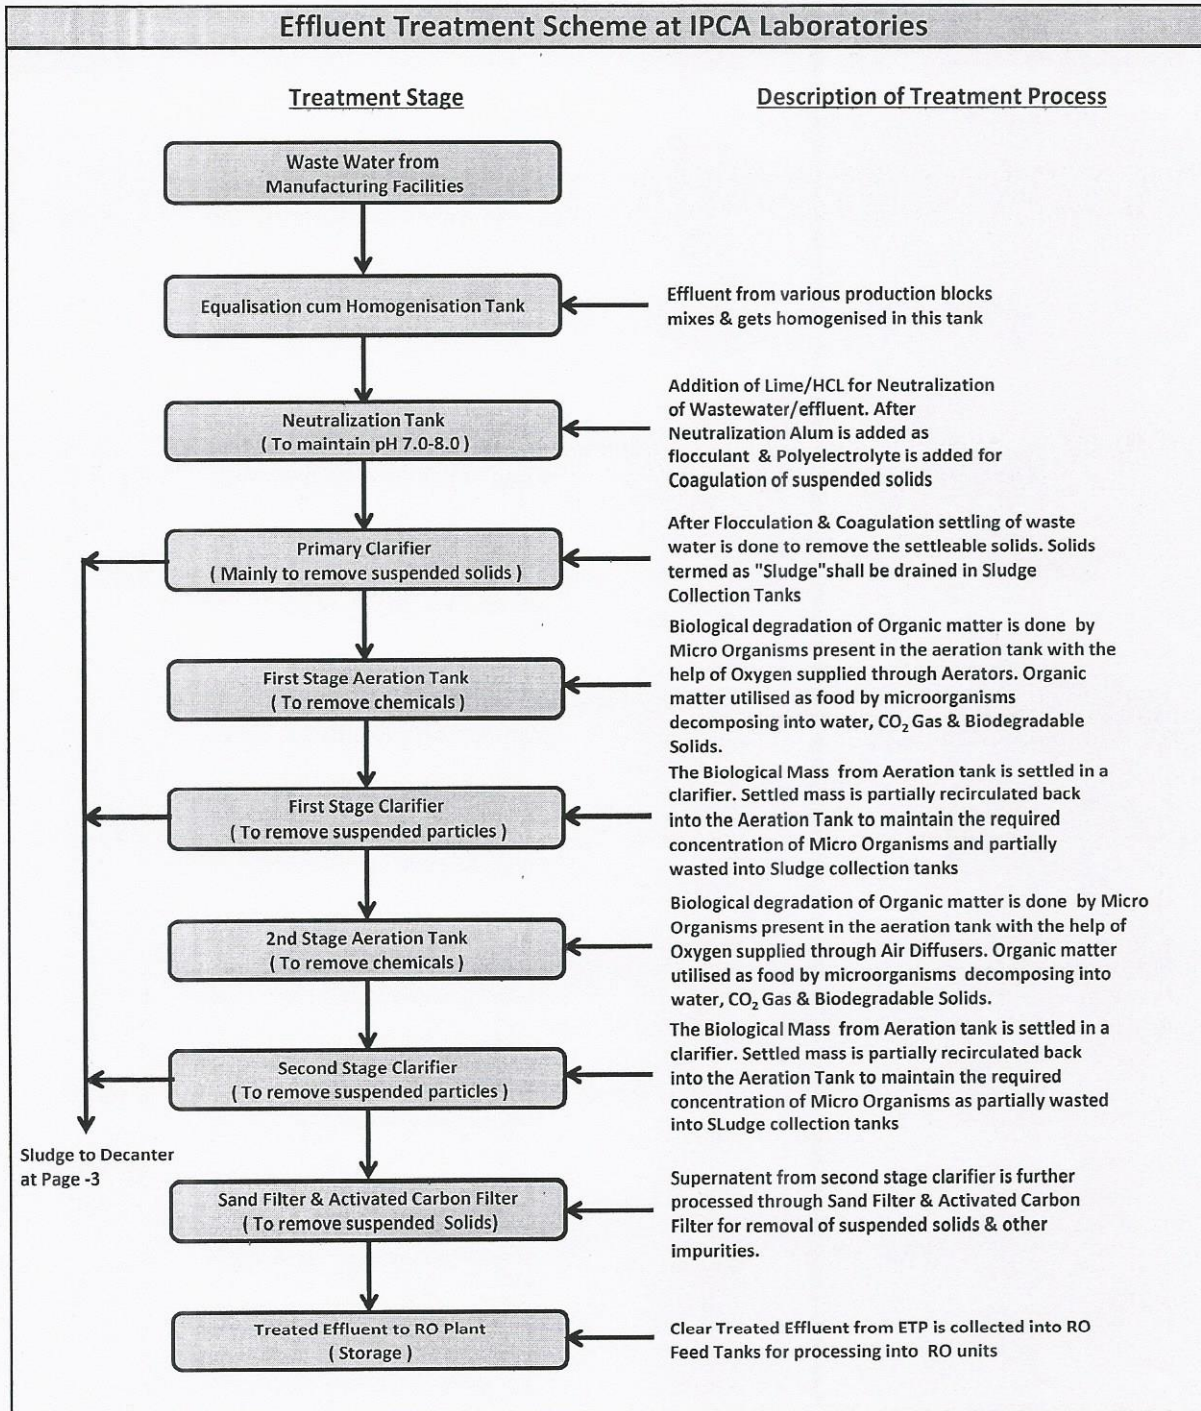 Effluent Treatment Scheme at IPCA Laboratories
Treatment Stage
Description of Treatment Process
Waste Water from
Manufacturing Facilities
Equalisation cum Homogenisation Tank
Effluent from various production blocks
mixes & gets homogenised in this tank
Neutralization Tank
( To maintain pH 7.0-8.0 )
Addition of Lime/HCL for Neutralization
of Wastewater/effluent. After
Neutralization Alum is added as
flocculant & Polyelectrolyte is added for
Coagulation of suspended solids
Primary Clarifier
( Mainly to remove suspended solids )
After Flocculation & Coagulation settling of waste
water is done to remove the settleable solids. Solids
termed as "Sludge"shall be drained in Sludge
Collection Tanks
First Stage Aeration Tank
( To remove chemicals )
Biological degradation of Organic matter is done by
Micro Organisms present in the aeration tank with the
help of Oxygen supplied through Aerators. Organic
matter utilised as food by microorganisms
decomposing into water, CO₂ Gas & Biodegradable
Solids.
First Stage Clarifier
( To remove suspended particles )
The Biological Mass from Aeration tank is settled in a
clarifier. Settled mass is partially recirculated back
into the Aeration Tank to maintain the required
concentration of Micro Organisms and partially
wasted into Sludge collection tanks
2nd Stage Aeration Tank
( To remove chemicals )
Biological degradation of Organic matter is done by Micro
Organisms present in the aeration tank with the help of
Oxygen supplied through Air Diffusers. Organic matter
utilised as food by microorganisms decomposing into
water, CO₂ Gas & Biodegradable Solids.
Second Stage Clarifier
( To remove suspended particles )
The Biological Mass from Aeration tank is settled in a
clarifier. Settled mass is partially recirculated back
into the Aeration Tank to maintain the required
concentration of Micro Organisms as partially wasted
into SLudge collection tanks
Sludge to Decanter
at Page -3
Sand Filter & Activated Carbon Filter
(To remove suspended Solids)
Supernatent from second stage clarifier is further
processed through Sand Filter & Activated Carbon
Filter for removal of suspended solids & other
impurities.
Treated Effluent to RO Plant
( Storage )
Clear Treated Effluent from ETP is collected into RO
Feed Tanks for processing into RO units